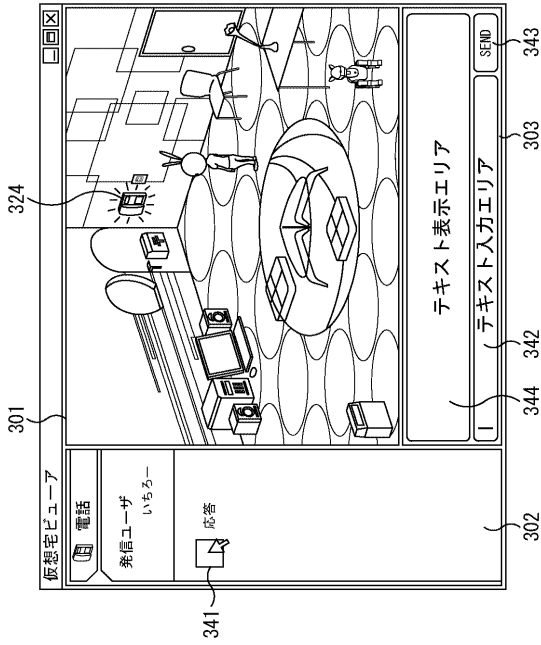 仮想宅ビューア
電話
発信ユーザ
いちろー
応答
テキスト表示エリア
テキスト入力エリア
SEND
301
324
341
302
344
342
303
343